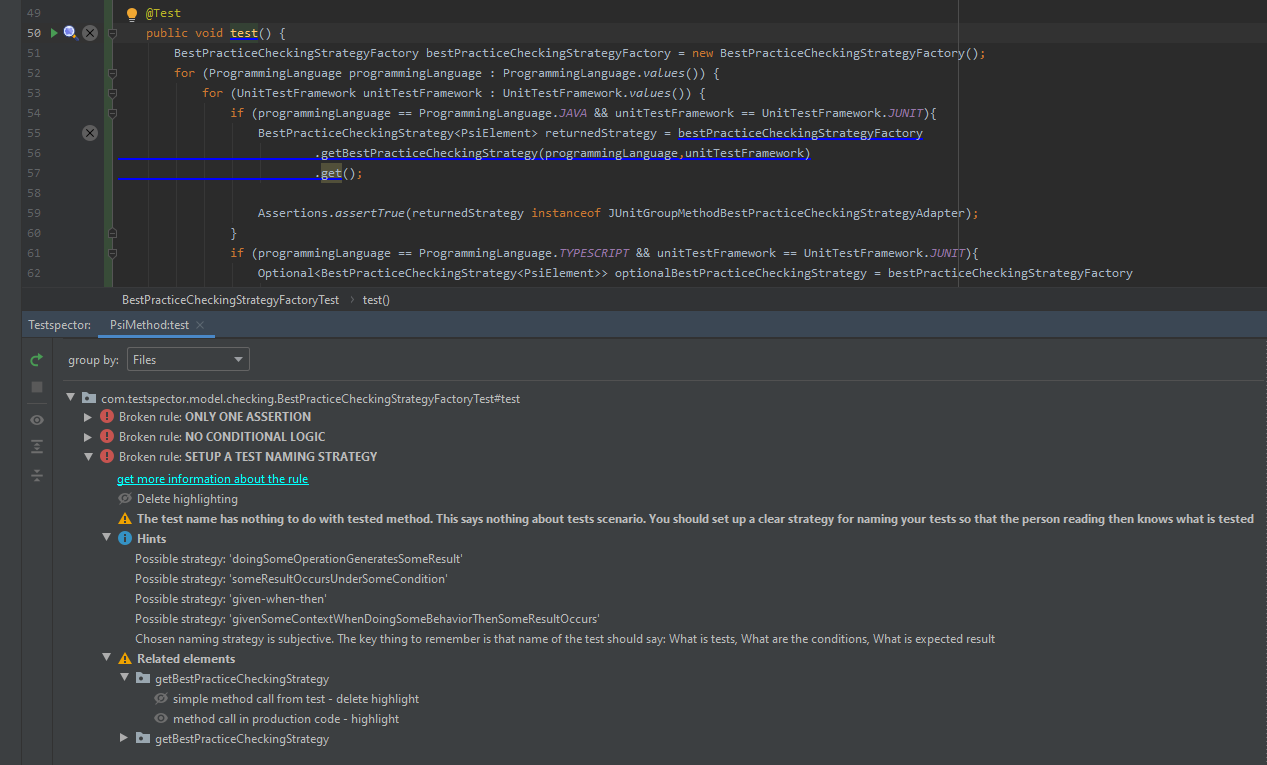 49 @Test
50 public void test() {
51 BestPracticeCheckingStrategyFactory bestPracticeCheckingStrategyFactory = new BestPracticeCheckingStrategyFactory();
52 for (ProgrammingLanguage programmingLanguage : ProgrammingLanguage.values()) {
53 for (UnitTestFramework unitTestFramework : UnitTestFramework.values()) {
54 if (programmingLanguage == ProgrammingLanguage.JAVA && unitTestFramework == UnitTestFramework.JUNIT){
55 BestPracticeCheckingStrategy<PsiElement> returnedStrategy = bestPracticeCheckingStrategyFactory
56 .getBestPracticeCheckingStrategy(programmingLanguage,unitTestFramework)
57 .get();
58
59 Assertions.assertTrue(returnedStrategy instanceof JUnitGroupMethodBestPracticeCheckingStrategyAdapter);
60 }
61 if (programmingLanguage == ProgrammingLanguage.TYPESCRIPT && unitTestFramework == UnitTestFramework.JUNIT){
62 Optional<BestPracticeCheckingStrategy<PsiElement>> optionalBestPracticeCheckingStrategy = bestPracticeCheckingStrategyFactory
BestPracticeCheckingStrategyFactoryTest › test()
Testspector: PsiMethod:test
group by: Files
com.testspector.model.checking.BestPracticeCheckingStrategyFactoryTest#test
Broken rule: ONLY ONE ASSERTION
Broken rule: NO CONDITIONAL LOGIC
Broken rule: SETUP A TEST NAMING STRATEGY
get more information about the rule
Delete highlighting
The test name has nothing to do with tested method. This says nothing about tests scenario. You should set up a clear strategy for naming your tests so that the person reading then knows what is tested
Hints
Possible strategy: 'doingSomeOperationGeneratesSomeResult'
Possible strategy: 'someResultOccursUnderSomeCondition'
Possible strategy: 'given-when-then'
Possible strategy: 'givenSomeContextWhenDoingSomeBehaviorThenSomeResultOccurs'
Chosen naming strategy is subjective. The key thing to remember is that name of the test should say: What is tests, What are the conditions, What is expected result
Related elements
getBestPracticeCheckingStrategy
simple method call from test - delete highlight
method call in production code - highlight
getBestPracticeCheckingStrategy